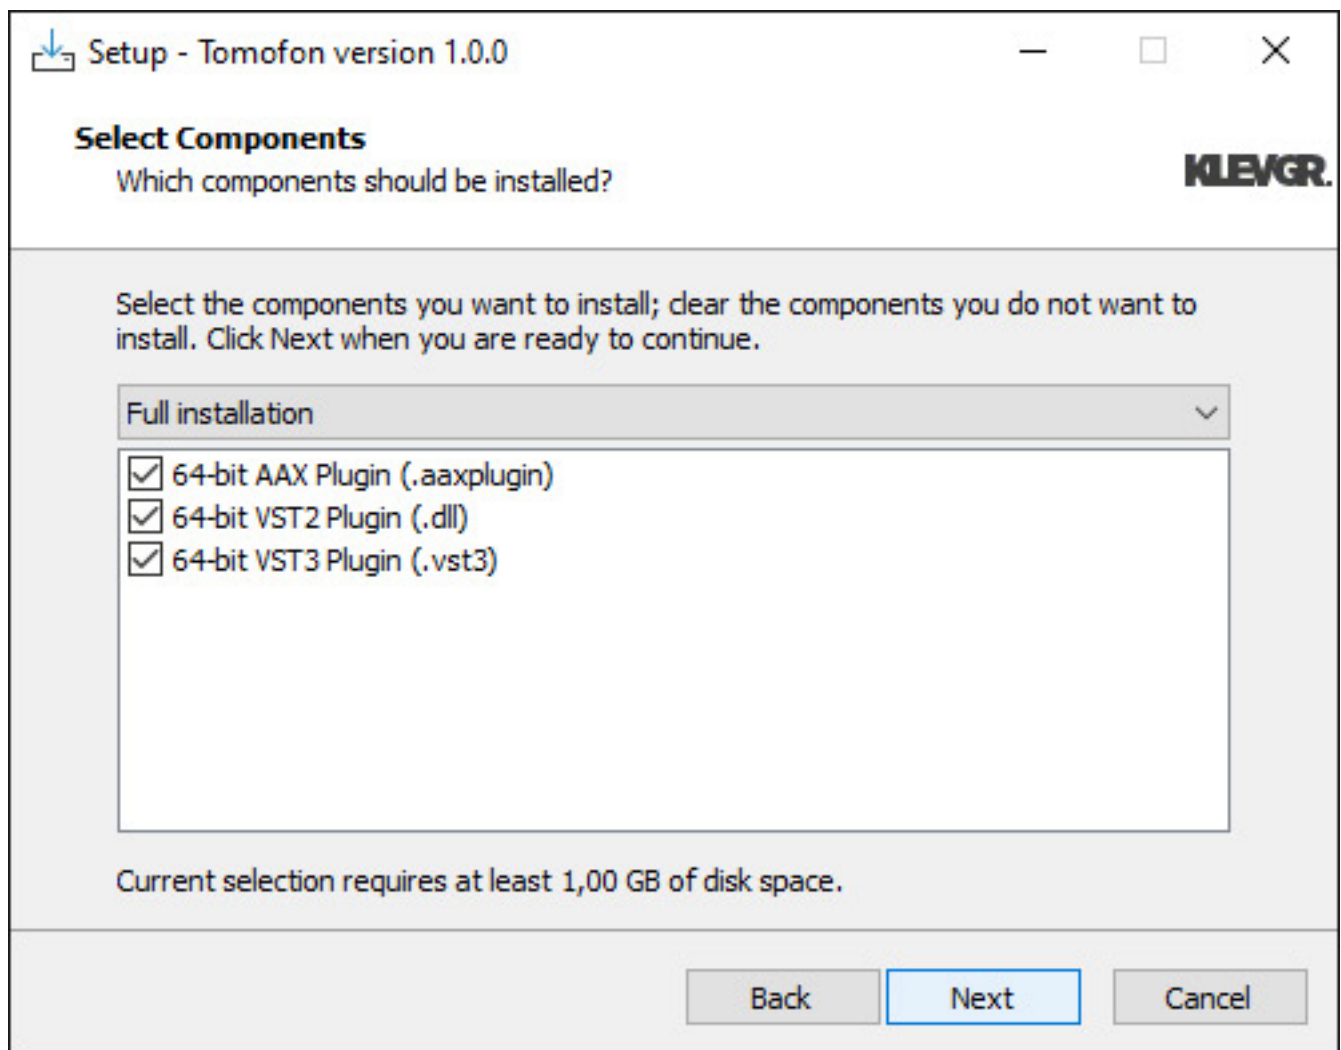 Setup - Tomofon version 1.0.0
Select Components
Which components should be installed?
KLEVGR.
Select the components you want to install; clear the components you do not want to
install. Click Next when you are ready to continue.
Full installation
64-bit AAX Plugin (.aaxplugin)
64-bit VST2 Plugin (.dll)
64-bit VST3 Plugin (.vst3)
Current selection requires at least 1,00 GB of disk space.
Back Next Cancel